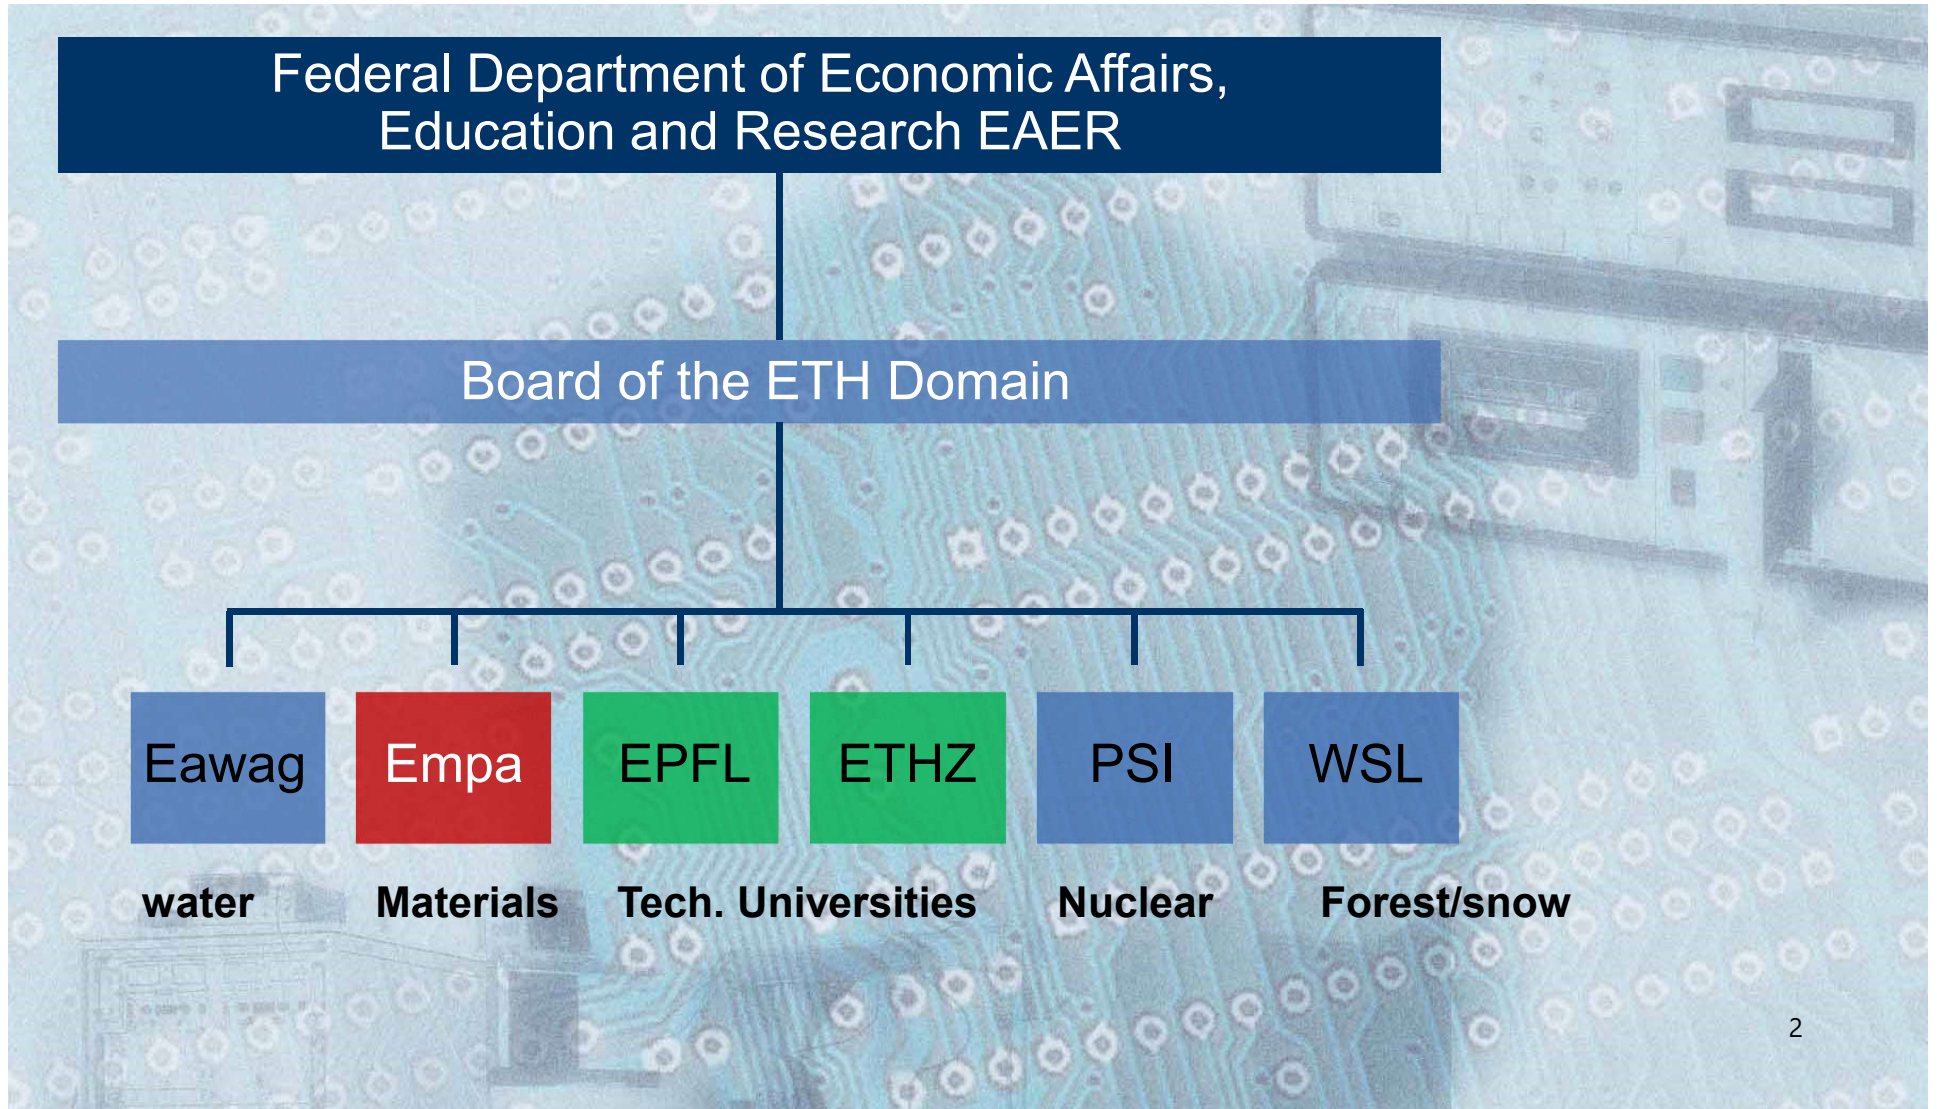 Federal Department of Economic Affairs,
Education and Research EAER
Board of the ETH Domain
Eawag Empa EPFL ETHZ PSI WSL
water Materials Tech. Universities Nuclear Forest/snow
2